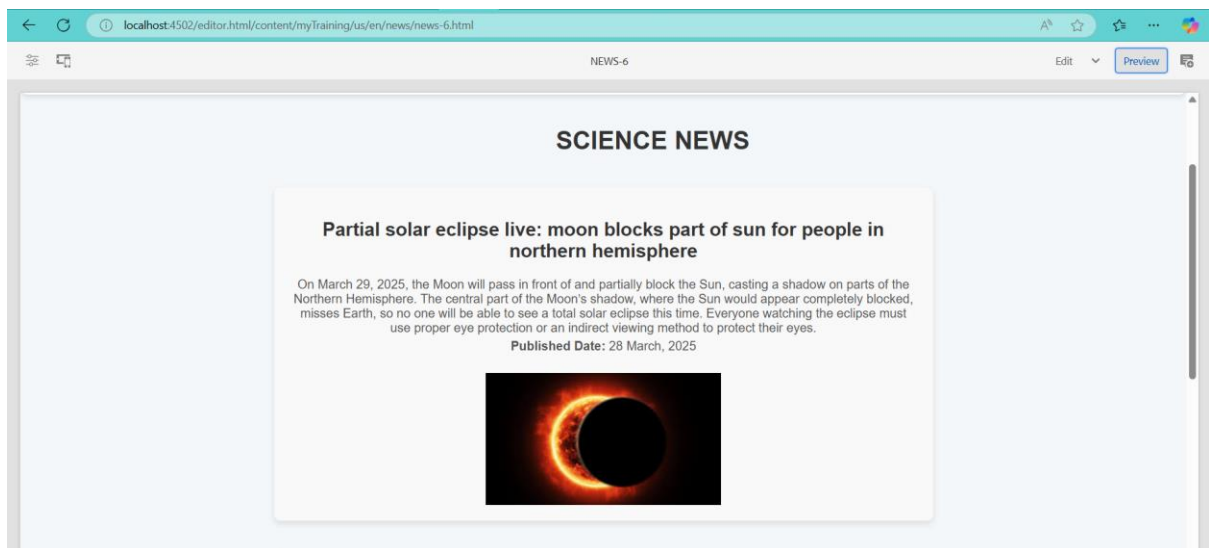 localhost:4502/editor.html/content/myTraining/us/en/news/news-6.html
NEWS-6
Edit
Preview
SCIENCE NEWS
Partial solar eclipse live: moon blocks part of sun for people in
northern hemisphere
On March 29, 2025, the Moon will pass in front of and partially block the Sun, casting a shadow on parts of the
Northern Hemisphere. The central part of the Moon's shadow, where the Sun would appear completely blocked,
misses Earth, so no one will be able to see a total solar eclipse this time. Everyone watching the eclipse must
use proper eye protection or an indirect viewing method to protect their eyes.
Published Date: 28 March, 2025